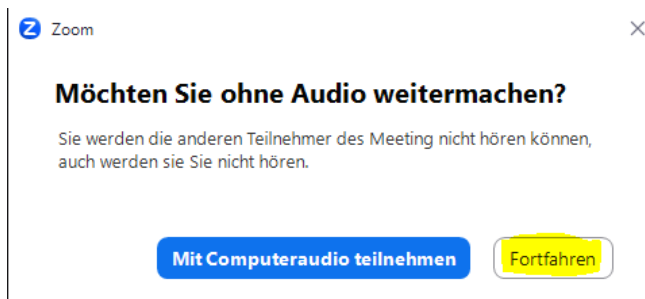 Zoom
Möchten Sie ohne Audio weitermachen?
Sie werden die anderen Teilnehmer des Meeting nicht hören können,
auch werden sie Sie nicht hören.
Mit Computeraudio teilnehmen
Fortfahren